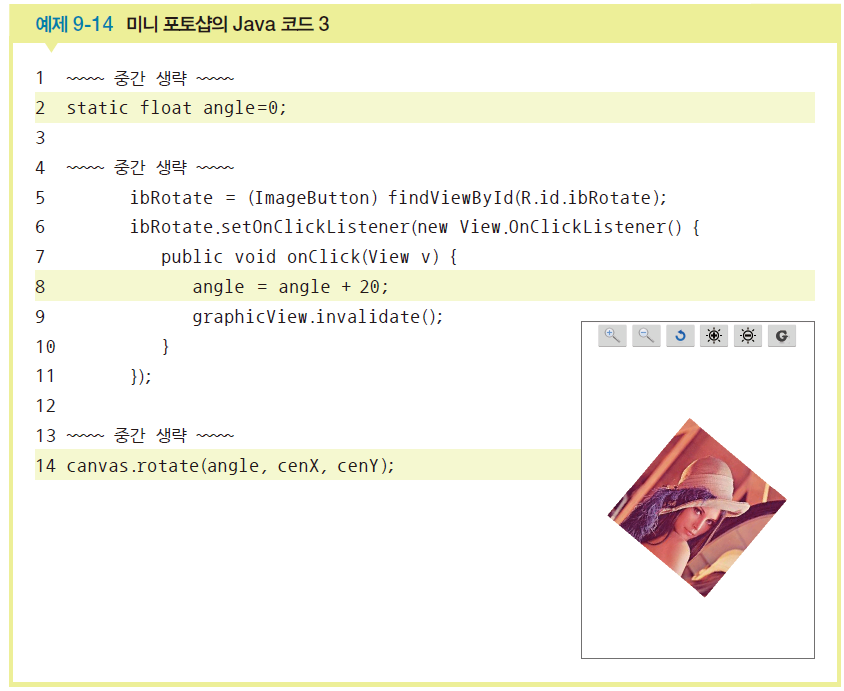 예제 9-14 미니 포토샵의 Java 코드 3
1 ~~~~ 중간 생략 ~~~~
2 static float angle=0;
3
4 ~~~~ 중간 생략 ~~~~
5 ibRotate = (ImageButton) findViewById(R.id.ibRotate);
6 ibRotate.setOnClickListener(new View.OnClickListener() {
7 public void onClick(View v) {
8 angle = angle + 20;
9 graphicView.invalidate();
10 }
11 });
12
13 ~~~~ 중간 생략 ~~~~
14 canvas.rotate(angle, cenX, cenY);